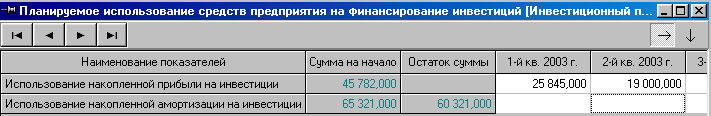 Планируемое использование средств предприятия на финансирование инвестиций [Инвестиционный п...
Наименование показателей Сумма на начало Остаток суммы 1-й кв. 2003 г. 2-й кв. 2003 г. 3-
Использование накопленной прибыли на инвестиции 45 782,000 25 845,000 19 000,000
Использование накопленной амортизации на инвестиции 65 321,000 60 321,000